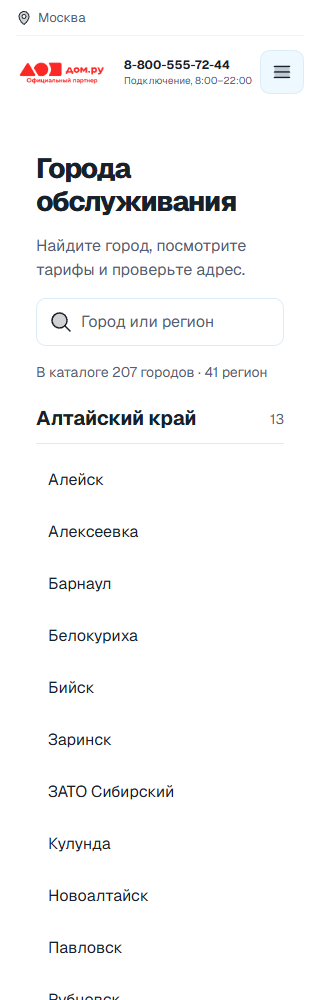 Москва
дом.ру
Официальный партнер
8-800-555-72-44
Подключение, 8:00–22:00
Города
обслуживания
Найдите город, посмотрите
тарифы и проверьте адрес.
Город или регион
В каталоге 207 городов · 41 регион
Алтайский край 13
Алейск
Алексеевка
Барнаул
Белокуриха
Бийск
Заринск
ЗАТО Сибирский
Кулунда
Новоалтайск
Павловск